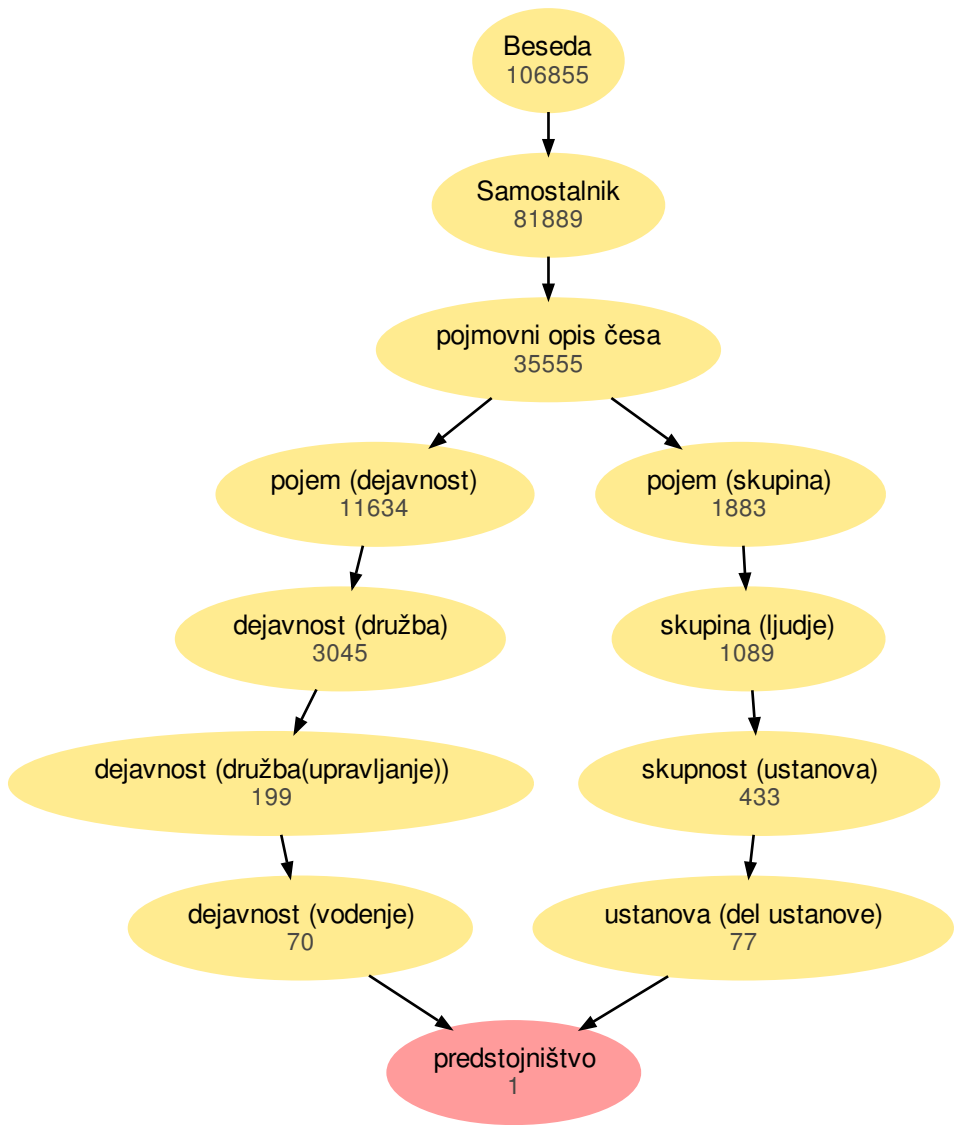 Beseda
106855
Samostalnik
81889
pojmovni opis česa
35555
pojem (dejavnost)
11634
pojem (skupina)
1883
dejavnost (družba)
3045
skupina (ljudje)
1089
dejavnost (družba(upravljanje))
199
skupnost (ustanova)
433
dejavnost (vodenje)
70
ustanova (del ustanove)
77
predstojništvo
1